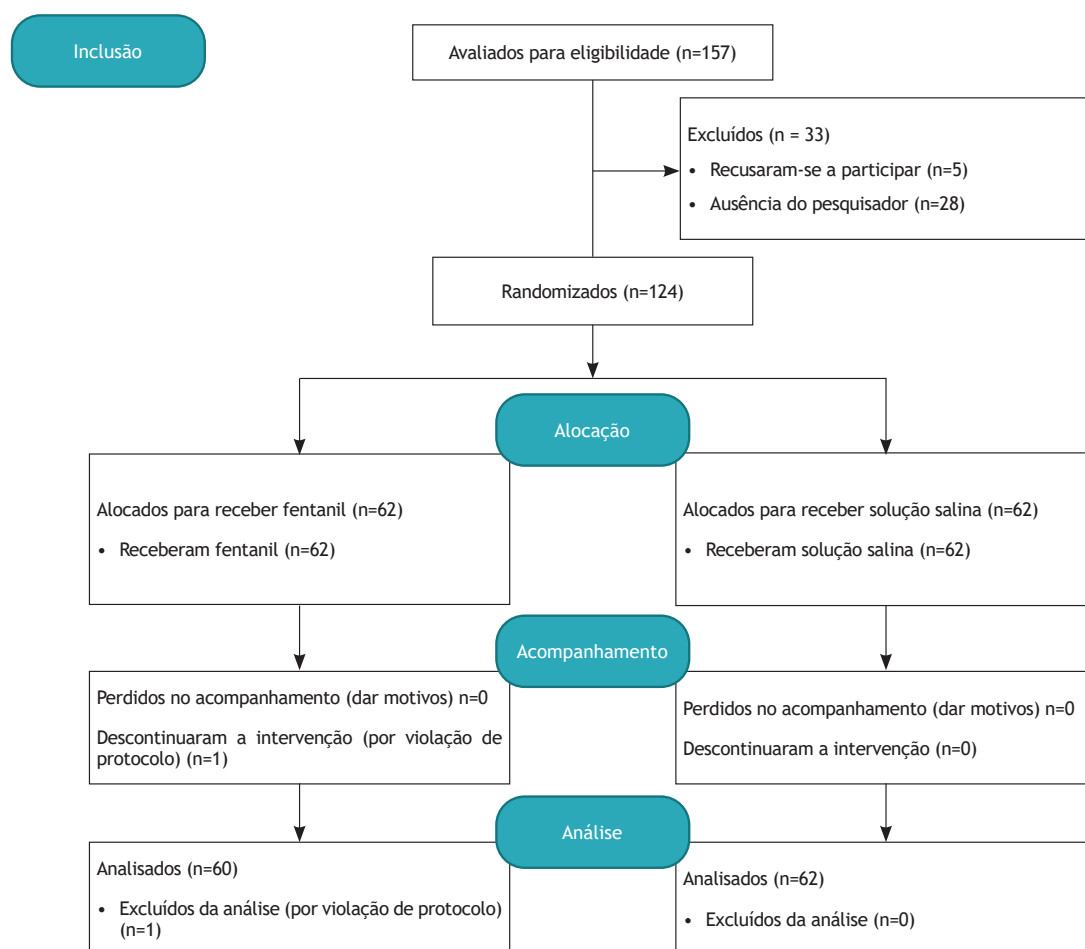 Inclusão
Avaliados para eligibilidade (n=157)
Excluídos (n = 33)
• Recusaram-se a participar (n=5)
• Ausência do pesquisador (n=28)
Randomizados (n=124)
Alocação
Alocados para receber fentanil (n=62)
• Receberam fentanil (n=62)
Alocados para receber solução salina (n=62)
• Receberam solução salina (n=62)
Acompanhamento
Perdidos no acompanhamento (dar motivos) n=0
Descontinuaram a intervenção (por violação de
protocolo) (n=1)
Perdidos no acompanhamento (dar motivos) n=0
Descontinuaram a intervenção (n=0)
Análise
Analisados (n=60)
• Excluídos da análise (por violação de protocolo)
(n=1)
Analisados (n=62)
• Excluídos da análise (n=0)